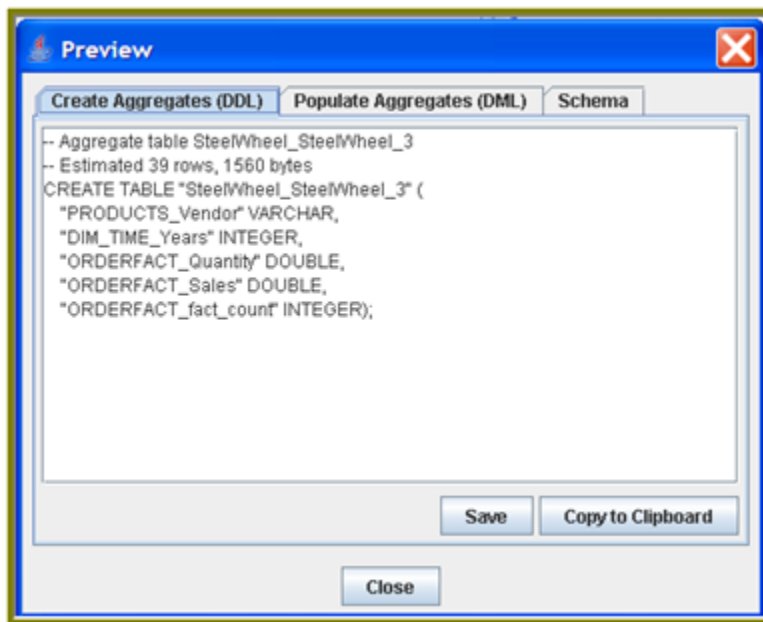 Preview
Create Aggregates (DDL) Populate Aggregates (DML) Schema
-- Aggregate table SteelWheel_SteelWheel_3
-- Estimated 39 rows, 1560 bytes
CREATE TABLE "SteelWheel_SteelWheel_3" (
"PRODUCTS_Vendor" VARCHAR,
"DIM_TIME_Years" INTEGER,
"ORDERFACT_Quantity" DOUBLE,
"ORDERFACT_Sales" DOUBLE,
"ORDERFACT_fact_count" INTEGER);
Save Copy to Clipboard
Close